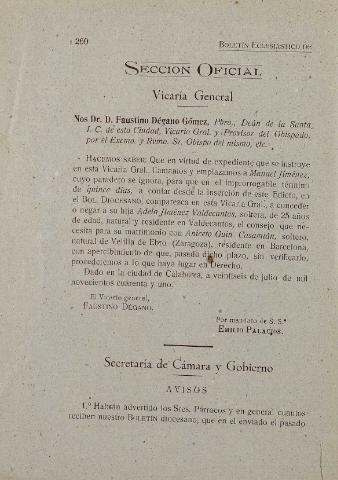 260
BOLETÍN ECLESIÁSTICO DE
SECCION OFICIAL
Vicaría General
Nos Dr. D. Faustino Dégano Gómez, Pbro., Deán de la Santa
I. C. de esta Ciudad, Vicario Gral. y Provisor del Obispado,
por el Excmo. y Rvmo. Sr. Obispo del mismo, etc.
HACEMOS SABER: Que en virtud de expediente que se instruye
en esta Vicaría Gral. Llamamos y emplazamos a Manuel Jiménez,
cuyo paradero se ignora, para que en el improrrogable término
de quince días, a contar desde la inserción de este Edicto, en
el BOL. DIOCESANO, comparezca en esta Vicaría Gral., a conceder
o negar a su hija Adela Jiménez Valdecantos, soltera, de 25 años
de edad, natural y residente en Valdecantos, el consejo que ne-
cesita para su matrimonio con Aniceto Guiu Casamián, soltero,
natural de Velilla de Ebro (Zaragoza), residente en Barcelona,
con apercibimiento de que, pasado dicho plazo, sin verificarlo,
procederemos a lo que haya lugar en Derecho.
Dado en la ciudad de Calahorra, a veintiseis de julio de mil
novecientos cuarenta y uno.
El Vicario general,
FAUSTINO DÉGANO.
Por mandato de S. Sª
EMILIO PALACIOS.
Secretaría de Cámara y Gobierno
AVISOS
1.º Habrán advertido los Sres. Párrocos y en general cuantos
reciben nuestro BOLETÍN diocesano, que en el enviado el pasado